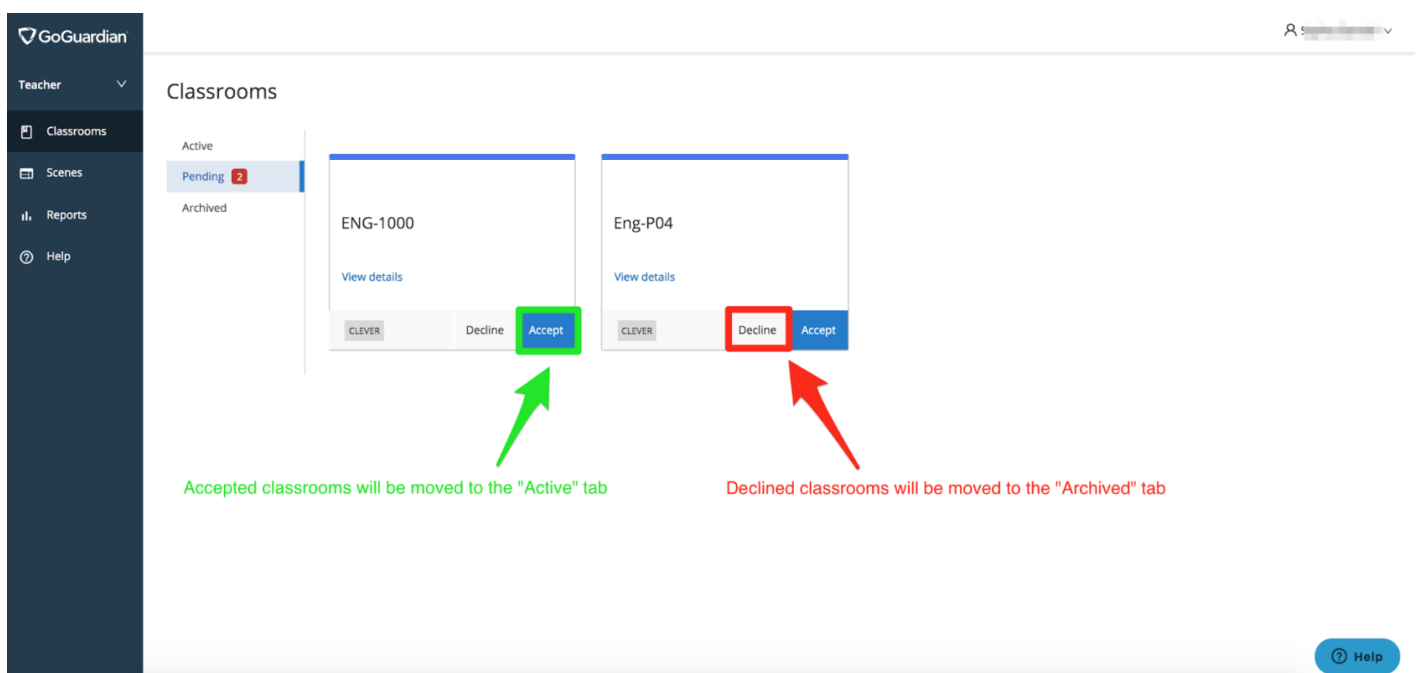 GoGuardian
Teacher
Classrooms
Scenes
Reports
Help
Classrooms
Active
Pending 2
Archived
ENG-1000
View details
CLEVER Decline Accept
Eng-P04
View details
CLEVER Decline Accept
Accepted classrooms will be moved to the "Active" tab
Declined classrooms will be moved to the "Archived" tab
Help